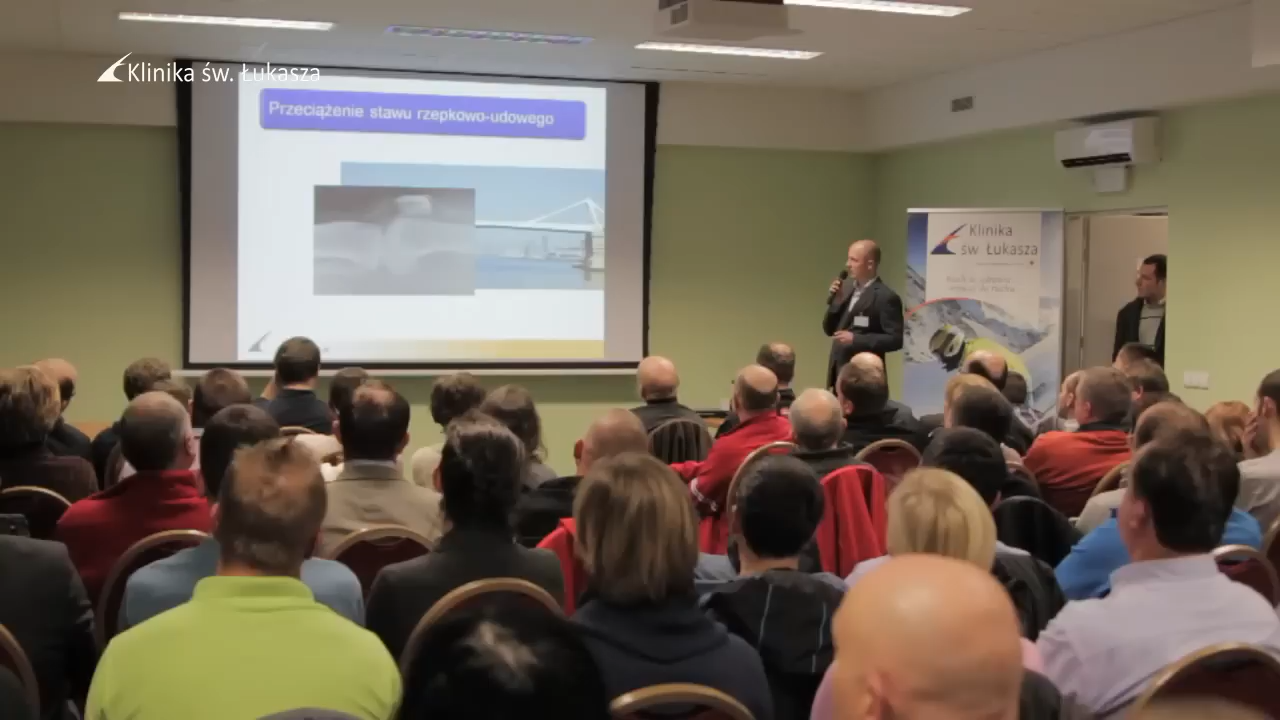 Klinika św. Łukasza
Przeciążenie stawu rzepkowo-udowego
Klinika
św Łukasza